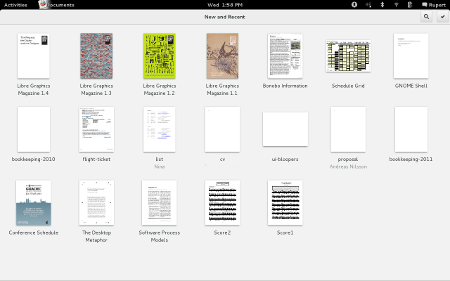 Activities
Documents
Wed 1:58 PM
Rupert
New and Recent
Libre Graphics
Magazine 1.4
Libre Graphics
Magazine 1.3
Libre Graphics
Magazine 1.2
Libre Graphics
Magazine 1.1
Bonobo Information
Schedule Grid
GNOME Shell
bookkeeping-2010
flight-ticket
list
cv
ui-bloopers
proposal
Andreas Nilsson
bookkeeping-2011
Conference Schedule
The Desktop
Metaphor
Software Process
Models
Score2
Score1